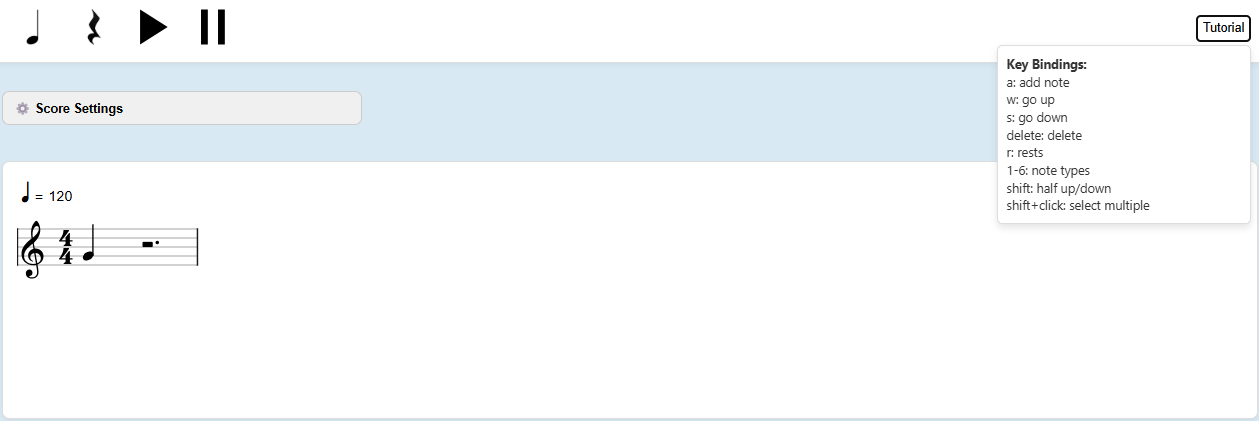 Tutorial
Key Bindings:
a: add note
w: go up
s: go down
delete: delete
r: rests
1-6: note types
shift: half up/down
shift+click: select multiple
Score Settings
= 120
4
4